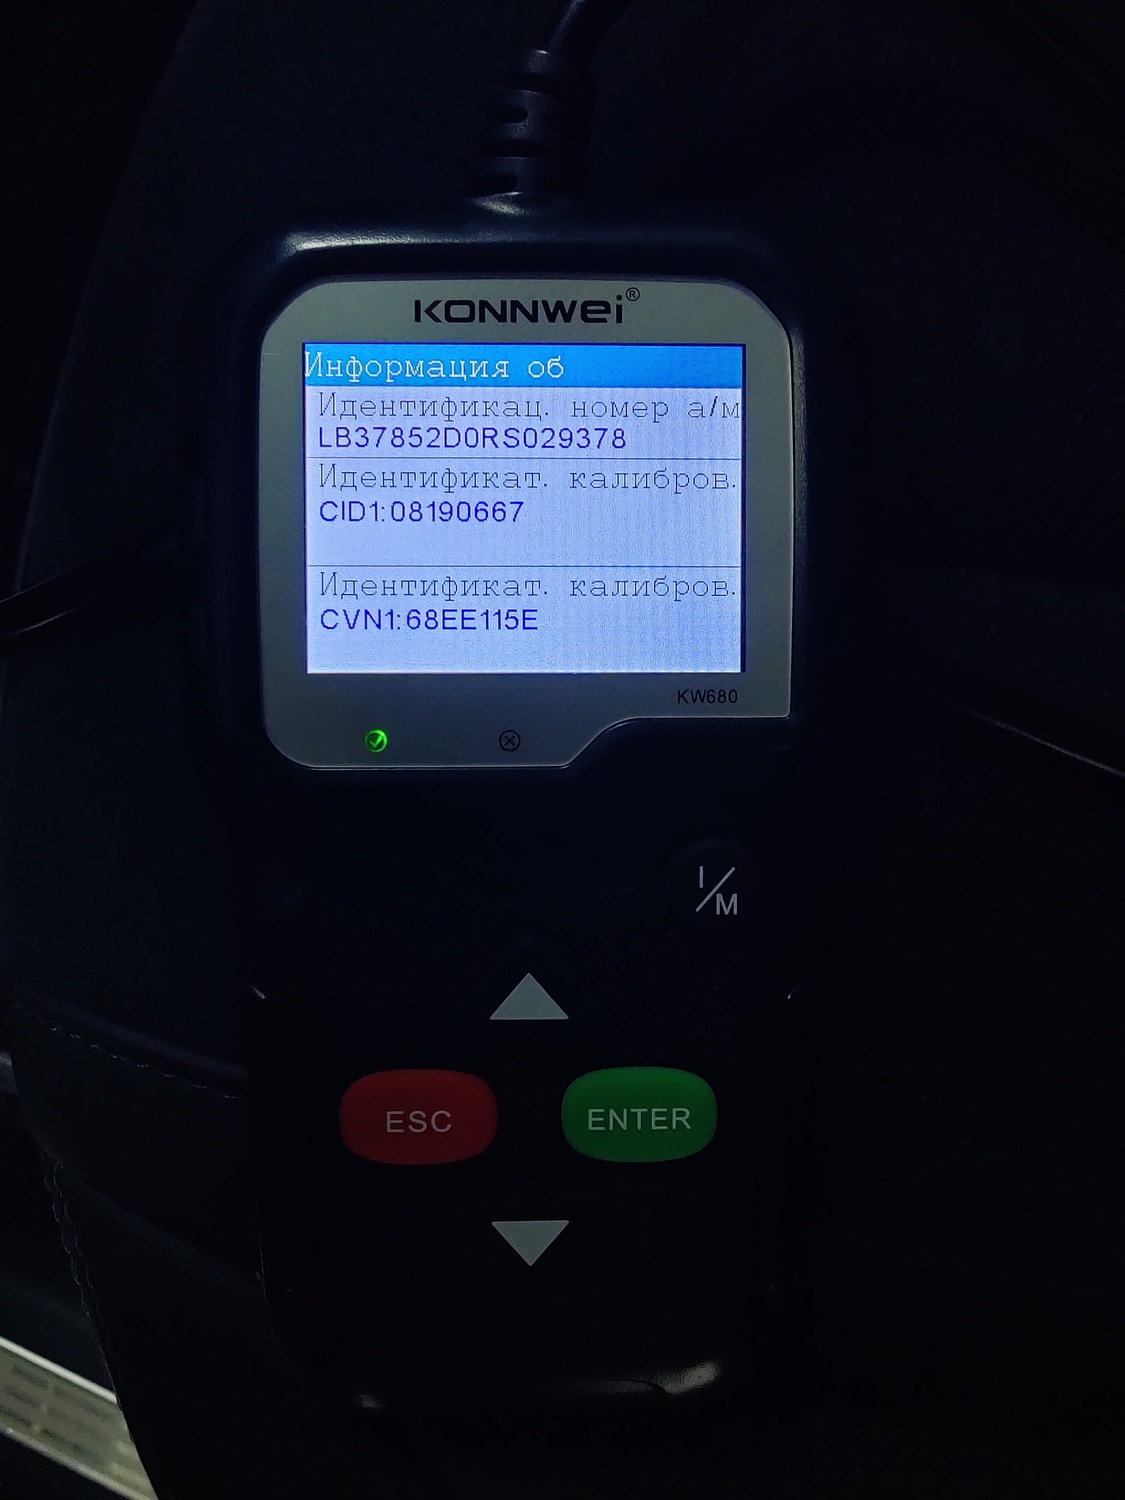 KONNWEI®
Информация об
Идентификац. номер а/м
LB37852D0RS029378
Идентификат. калибров.
CID1:08190667
Идентификат. калибров.
CVN1:68EE115E
KW680
I/M
ESC
ENTER